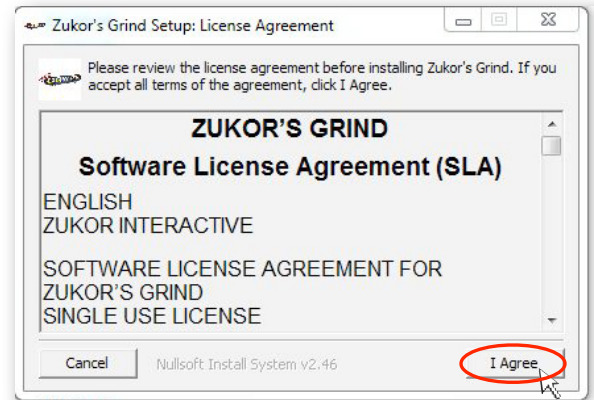 Zukor's Grind Setup: License Agreement
Please review the license agreement before installing Zukor's Grind. If you
accept all terms of the agreement, click I Agree.
ZUKOR'S GRIND
Software License Agreement (SLA)
ENGLISH
ZUKOR INTERACTIVE
SOFTWARE LICENSE AGREEMENT FOR
ZUKOR'S GRIND
SINGLE USE LICENSE
Cancel
Nullsoft Install System v2.46
I Agree